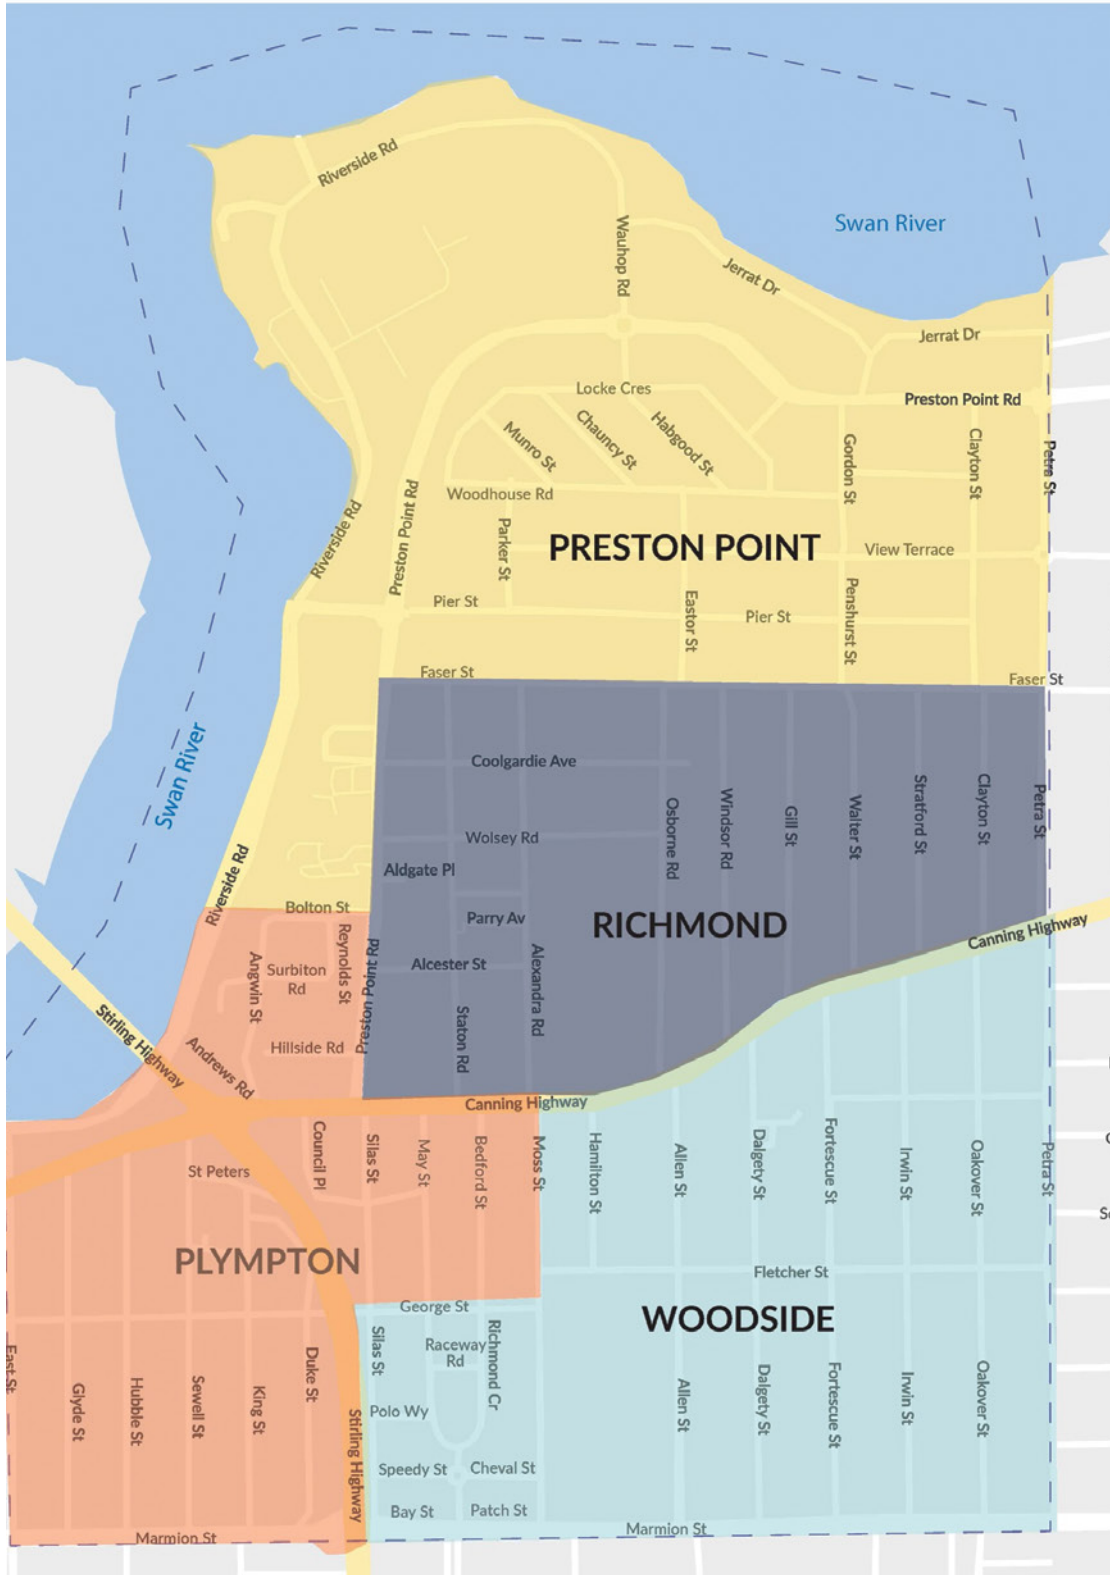 Riverside Rd
Swan River
Wauhop Rd
Jerrat Dr
Jerrat Dr
Locke Cres
Preston Point Rd
Munro St
Chauncy St
Habgood St
Gordon St
Clayton St
Petra St
Woodhouse Rd
Preston Point Rd
Riverside Rd
Parker St
PRESTON POINT
View Terrace
Pier St
Eastor St
Pier St
Penshurst St
Faser St
Faser St
Swan River
Coolgardie Ave
Osborne Rd
Windsor Rd
Gill St
Walter St
Stratford St
Clayton St
Petra St
Wolsey Rd
Aldgate Pl
Riverside Rd
Bolton St
Parry Av
RICHMOND
Canning Highway
Reynolds St
Preston Point Rd
Angwin St
Surbiton
Rd
Alcester St
Alexandra Rd
Staton Rd
Stirling Highway
Andrews Rd
Hillside Rd
Canning Highway
St Peters
Council Pl
Silas St
May St
Bedford St
Moss St
Hamilton St
Allen St
Dalgety St
Fortescue St
Irwin St
Oakover St
Petra St
PLYMPTON
Fletcher St
George St
WOODSIDE
East St
Glyde St
Hubble St
Sewell St
King St
Duke St
Silas St
Raceway
Rd
Richmond Cr
Allen St
Dalgety St
Fortescue St
Irwin St
Oakover St
Polo Wy
Stirling Highway
Speedy St
Cheval St
Bay St
Patch St
Marmion St
Marmion St